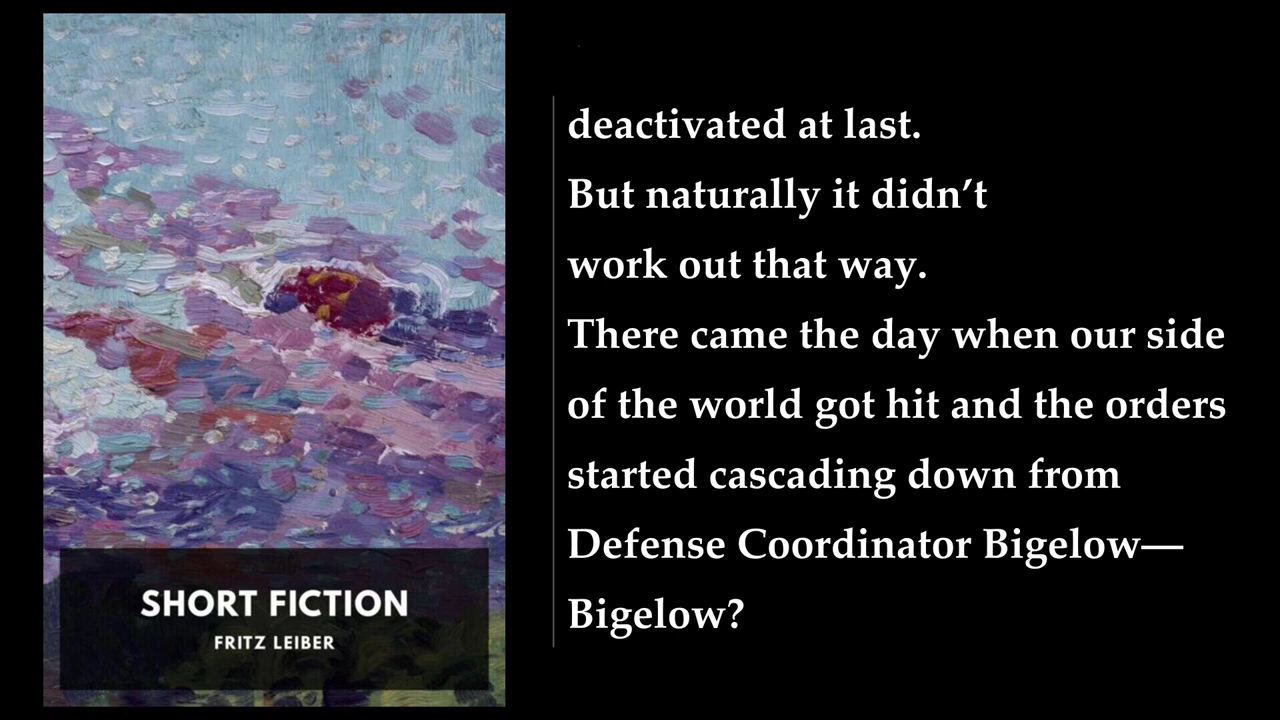 SHORT FICTION
FRITZ LEIBER
deactivated at last.
But naturally it didn’t
work out that way.
There came the day when our side
of the world got hit and the orders
started cascading down from
Defense Coordinator Bigelow—
Bigelow?